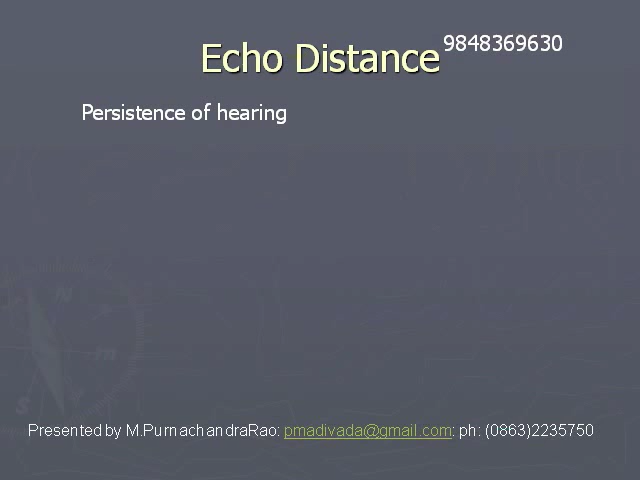 Echo Distance 9848369630
Persistence of hearing
Presented by M.PurnachandraRao: pmadivada@gmail.com: ph: (0863)2235750
N
m
S